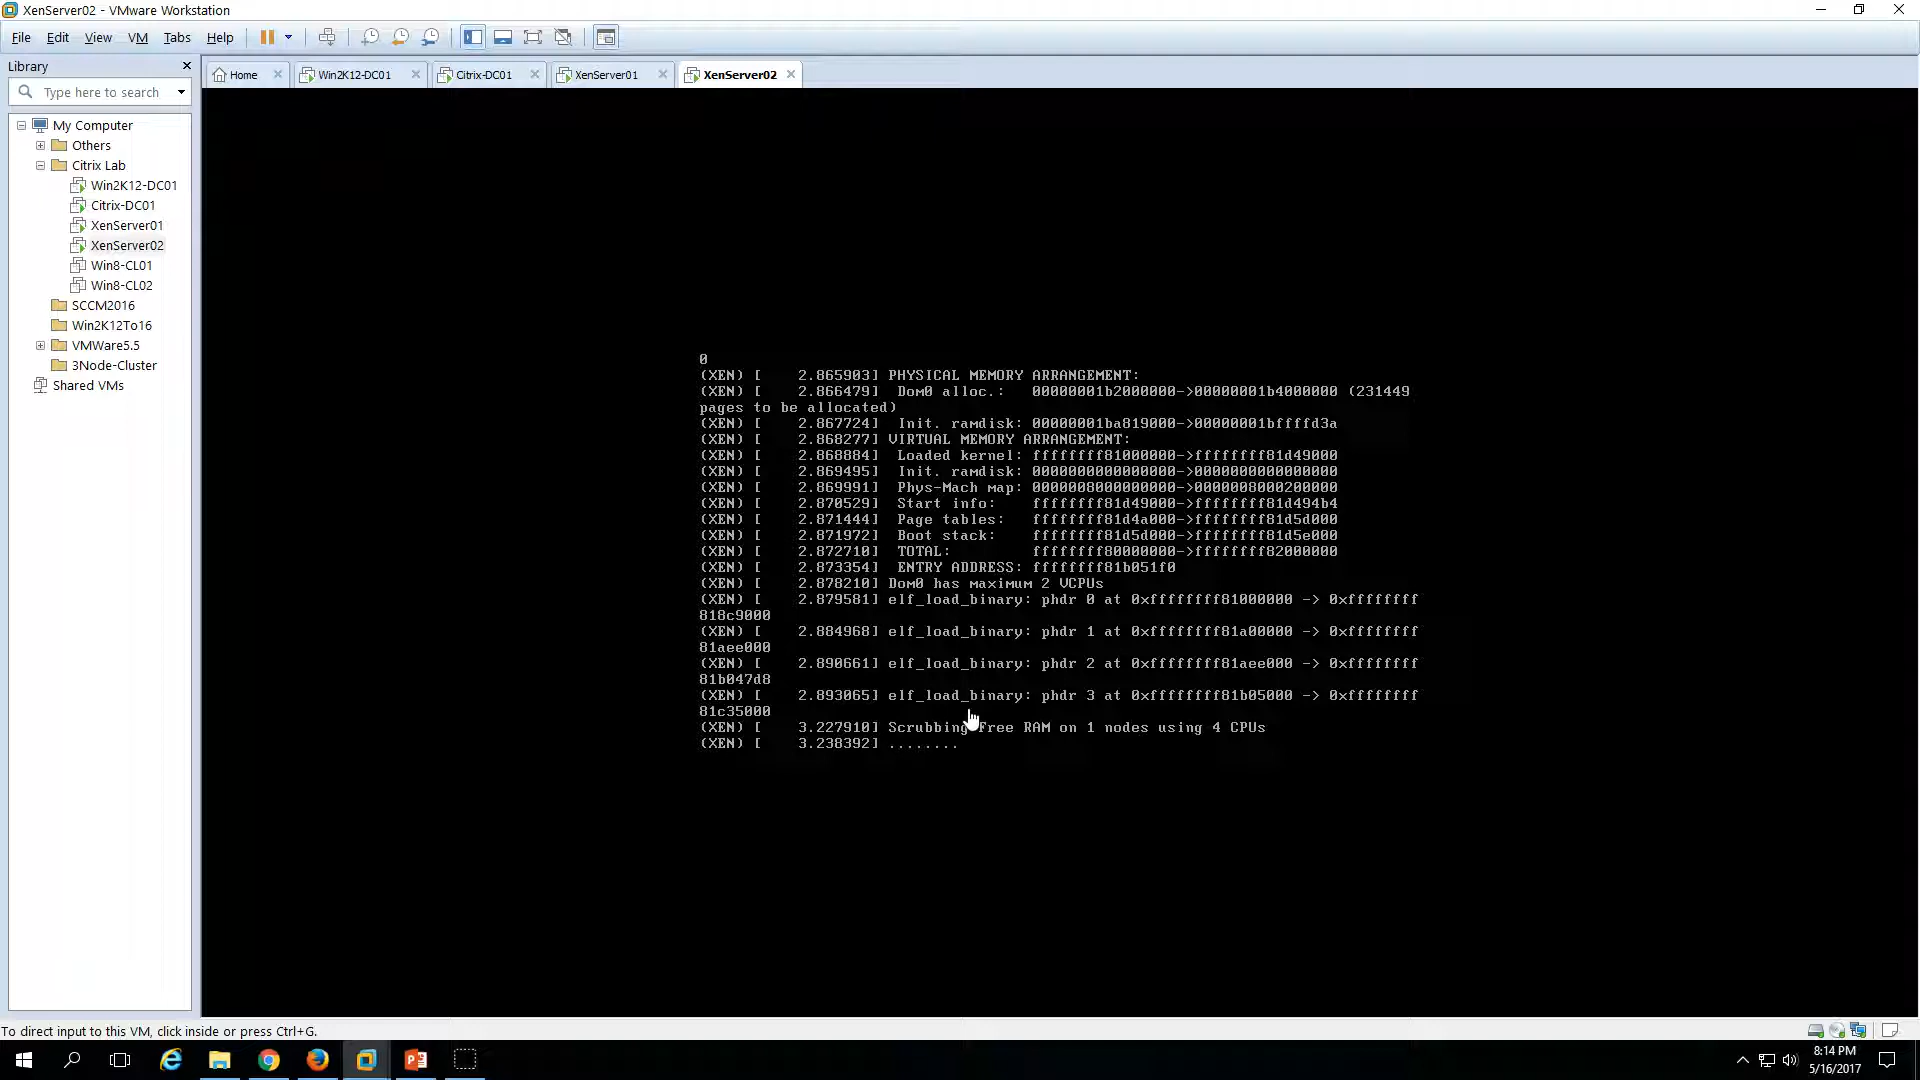 XenServer02 - VMware Workstation
File Edit View VM Tabs Help
Library
Type here to search
Home Win2K12-DC01 Citrix-DC01 XenServer01 XenServer02
My Computer
Others
Citrix Lab
Win2K12-DC01
Citrix-DC01
XenServer01
XenServer02
Win8-CL01
Win8-CL02
SCCM2016
Win2K12To16
VMWare5.5
3Node-Cluster
Shared VMs
0
(XEN) [    2.865903] PHYSICAL MEMORY ARRANGEMENT:
(XEN) [    2.866479]  Dom0 alloc.:   00000001b2000000->00000001b4000000 (231449
pages to be allocated)
(XEN) [    2.867724]  Init. ramdisk: 00000001ba819000->00000001bffffd3a
(XEN) [    2.868277] VIRTUAL MEMORY ARRANGEMENT:
(XEN) [    2.868884]  Loaded kernel: ffffffff81000000->ffffffff81d49000
(XEN) [    2.869495]  Init. ramdisk: 0000000000000000->0000000000000000
(XEN) [    2.869991]  Phys-Mach map: 0000008000000000->0000008000200000
(XEN) [    2.870529]  Start info:    ffffffff81d49000->ffffffff81d494b4
(XEN) [    2.871444]  Page tables:   ffffffff81d4a000->ffffffff81d5d000
(XEN) [    2.871972]  Boot stack:    ffffffff81d5d000->ffffffff81d5e000
(XEN) [    2.872710]  TOTAL:         ffffffff80000000->ffffffff82000000
(XEN) [    2.873354]  ENTRY ADDRESS: ffffffff81b051f0
(XEN) [    2.878210] Dom0 has maximum 2 VCPUs
(XEN) [    2.879581] elf_load_binary: phdr 0 at 0xffffffff81000000 -> 0xffffffff
818c9000
(XEN) [    2.884968] elf_load_binary: phdr 1 at 0xffffffff81a00000 -> 0xffffffff
81aee000
(XEN) [    2.890661] elf_load_binary: phdr 2 at 0xffffffff81aee000 -> 0xffffffff
81b047d8
(XEN) [    2.893065] elf_load_binary: phdr 3 at 0xffffffff81b05000 -> 0xffffffff
81c35000
(XEN) [    3.227910] Scrubbing Free RAM on 1 nodes using 4 CPUs
(XEN) [    3.238392] ........
To direct input to this VM, click inside or press Ctrl+G.
8:14 PM
5/16/2017